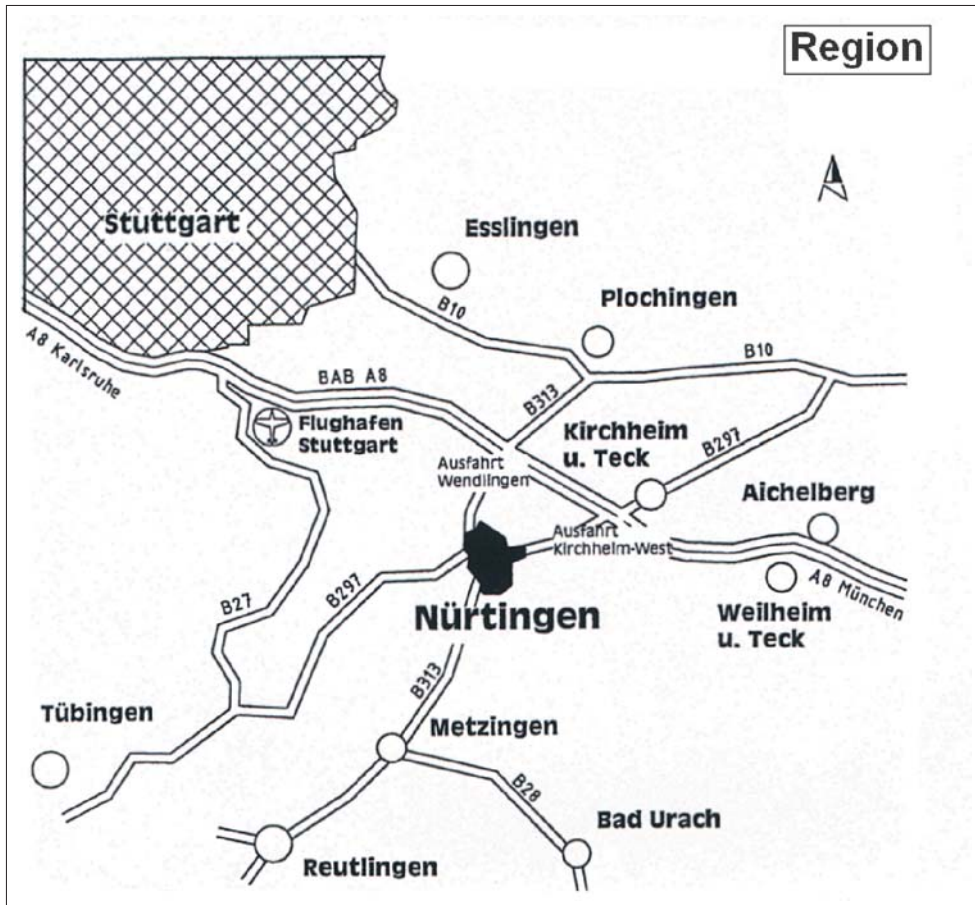 Region
Stuttgart
Esslingen
Plochingen
B10
B10
A8 Karlsruhe
BAB A8
B313
Flughafen
Stuttgart
Kirchheim
u. Teck
B297
Ausfahrt
Wendlingen
Aichelberg
Ausfahrt
Kirchheim-West
A8 München
B27
B297
Nürtingen
Weilheim
u. Teck
B313
Tübingen
Metzingen
B28
Bad Urach
Reutlingen